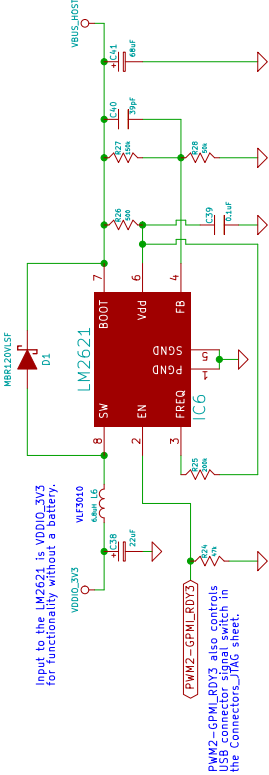 Input to the LM2621 is VDDIO_3V3
for functionality without a battery.
MBR120VLSF
D1
VBUS_HOST
C41
68uF
C40
39pF
R27
150k
R28
50k
R26
500
C39
0.1uF
LM2621
IC6
7
BOOT
6
Vdd
4
FB
SGND
5
PGND
1
SW
8
EN
2
FREQ
3
R25
200k
VLF3010
6.8uH
L6
C38
22uF
VDDIO_3V3
R24
47k
PWM2-GPMI_RDY3
PWM2-GPMI_RDY3 also controls
USB connector signal switch in
the Connectors_JTAG sheet.